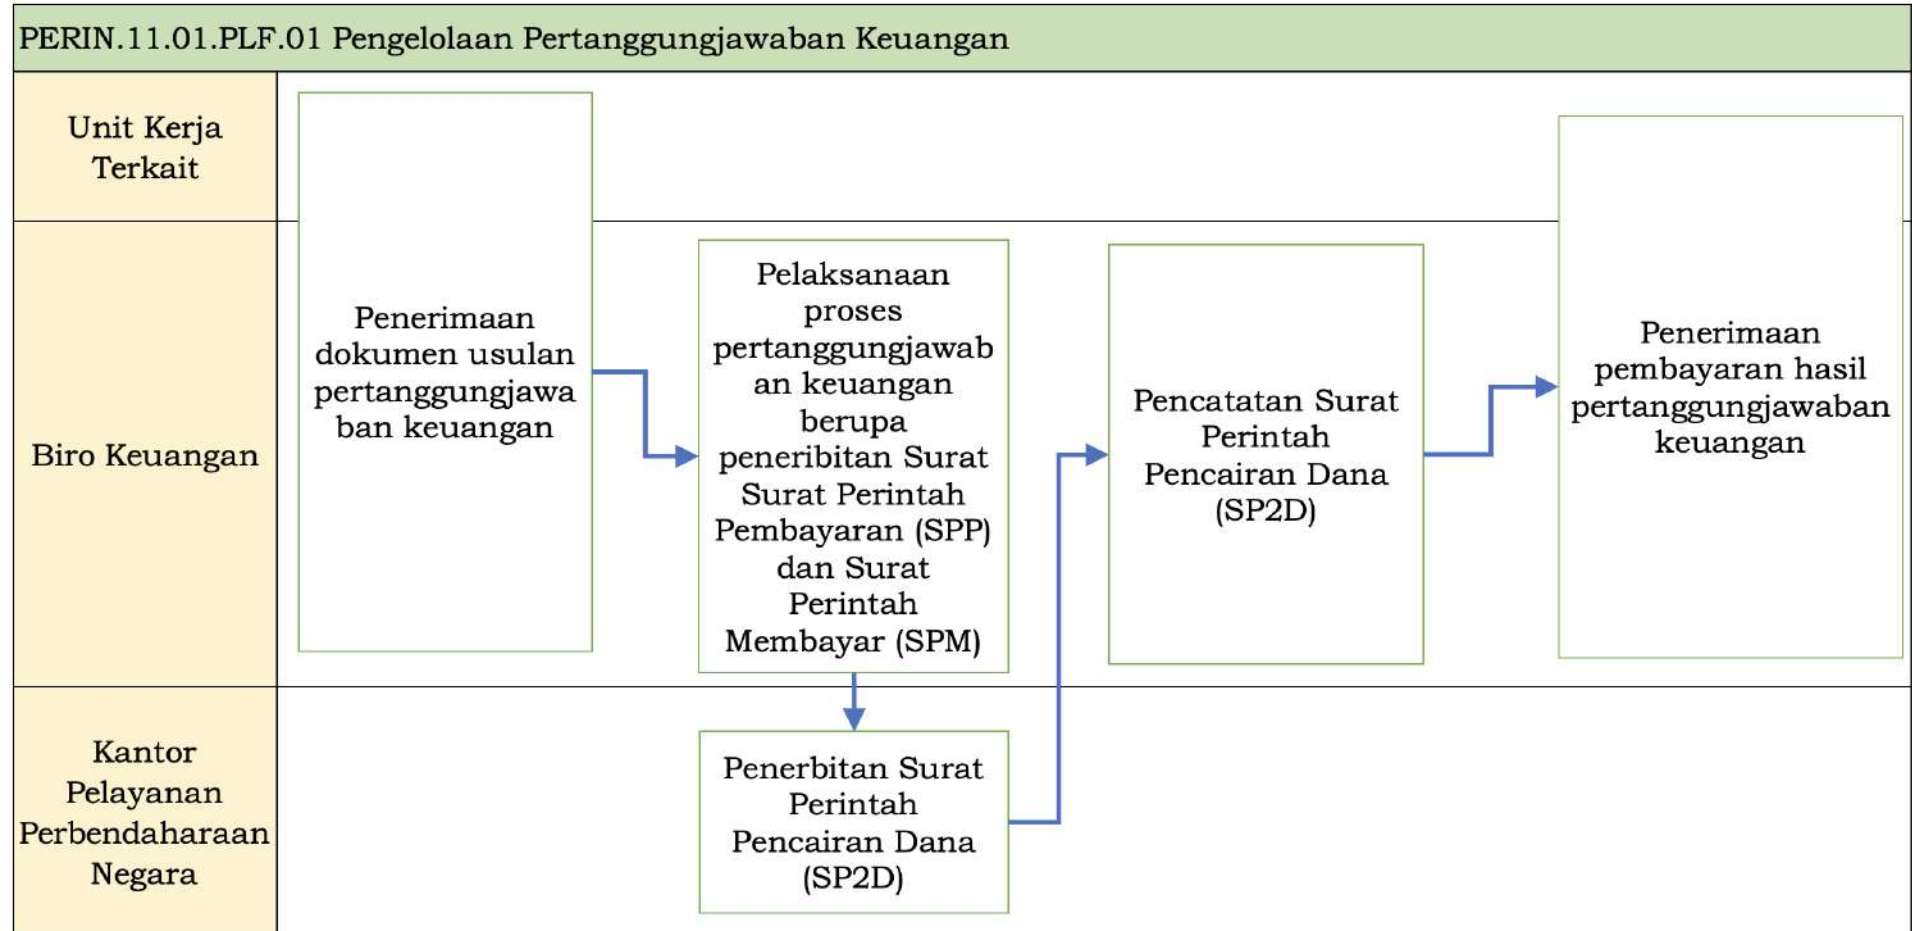 PERIN.11.01.PLF.01 Pengelolaan Pertanggungjawaban Keuangan
Unit Kerja
Terkait
Biro Keuangan
Kantor
Pelayanan
Perbendaharaan
Negara
Penerimaan
dokumen usulan
pertanggungjawa
ban keuangan
Pelaksanaan
proses
pertanggungjawab
an keuangan
berupa
peneribitan Surat
Surat Perintah
Pembayaran (SPP)
dan Surat
Perintah
Membayar (SPM)
Penerbitan Surat
Perintah
Pencairan Dana
(SP2D)
Pencatatan Surat
Perintah
Pencairan Dana
(SP2D)
Penerimaan
pembayaran hasil
pertanggungjawaban
keuangan